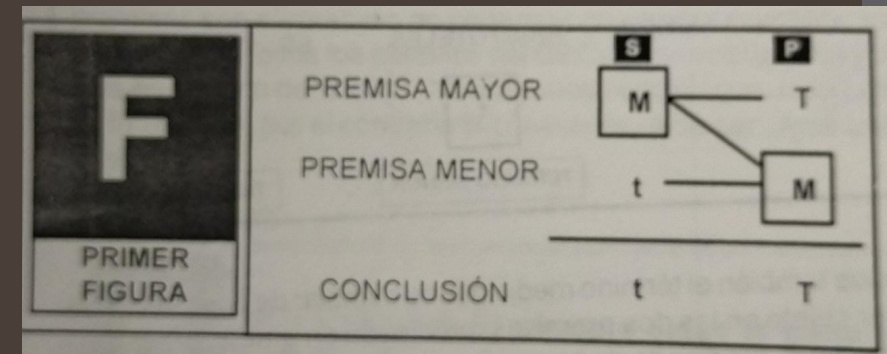 F
PRIMER
FIGURA
S P
PREMISA MAYOR M T
PREMISA MENOR t M
CONCLUSIÓN t T